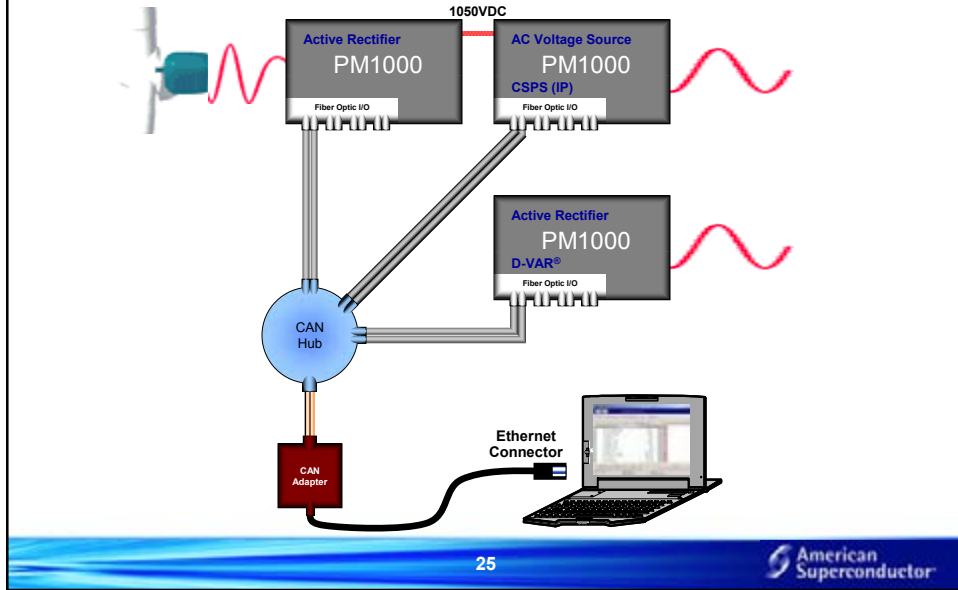 1050VDC
Active Rectifier
PM1000
Fiber Optic I/O
AC Voltage Source
PM1000
CSPS (IP)
Fiber Optic I/O
Active Rectifier
PM1000
D-VAR®
Fiber Optic I/O
CAN
Hub
CAN
Adapter
Ethernet
Connector
25
American
Superconductor